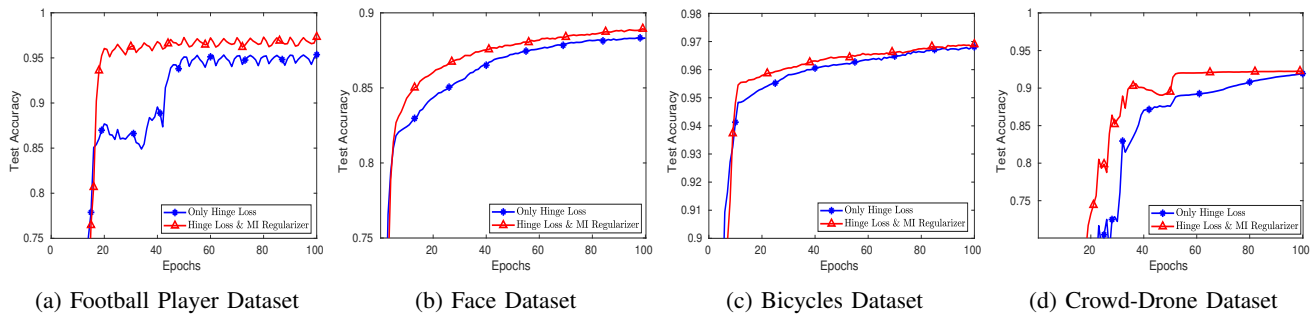 1
0.95
0.9
0.85
0.8
0.75
Test Accuracy
0 20 40 60 80 100
Epochs
Only Hinge Loss
Hinge Loss & MI Regularizer
(a) Football Player Dataset
0.9
0.85
0.8
0.75
Test Accuracy
20 40 60 80 100
Epochs
Only Hinge Loss
Hinge Loss & MI Regularizer
(b) Face Dataset
0.98
0.97
0.96
0.95
0.94
0.93
0.92
0.91
0.9
Test Accuracy
0 20 40 60 80 100
Epochs
Only Hinge Loss
Hinge Loss & MI Regularizer
(c) Bicycles Dataset
1
0.95
0.9
0.85
0.8
0.75
Test Accuracy
20 40 60 80 100
Epochs
Only Hinge Loss
Hinge Loss & MI Regularizer
(d) Crowd-Drone Dataset